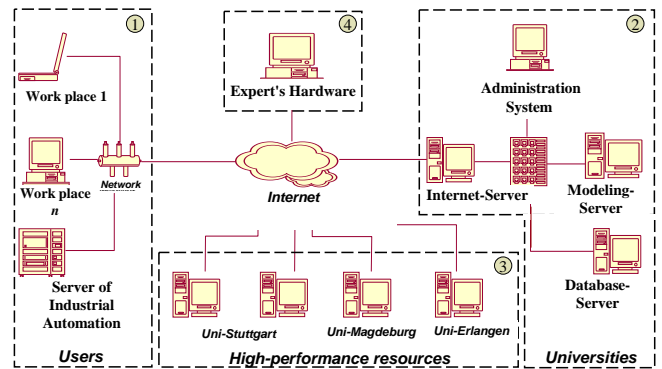 1
Work place 1
Work place
n
Network
Server of
Industrial
Automation
Users
4
Expert's Hardware
Internet
2
Administration
System
Internet-Server
Modeling-
Server
Database-
Server
Universities
3
Uni-Stuttgart
Uni-Magdeburg
Uni-Erlangen
High-performance resources